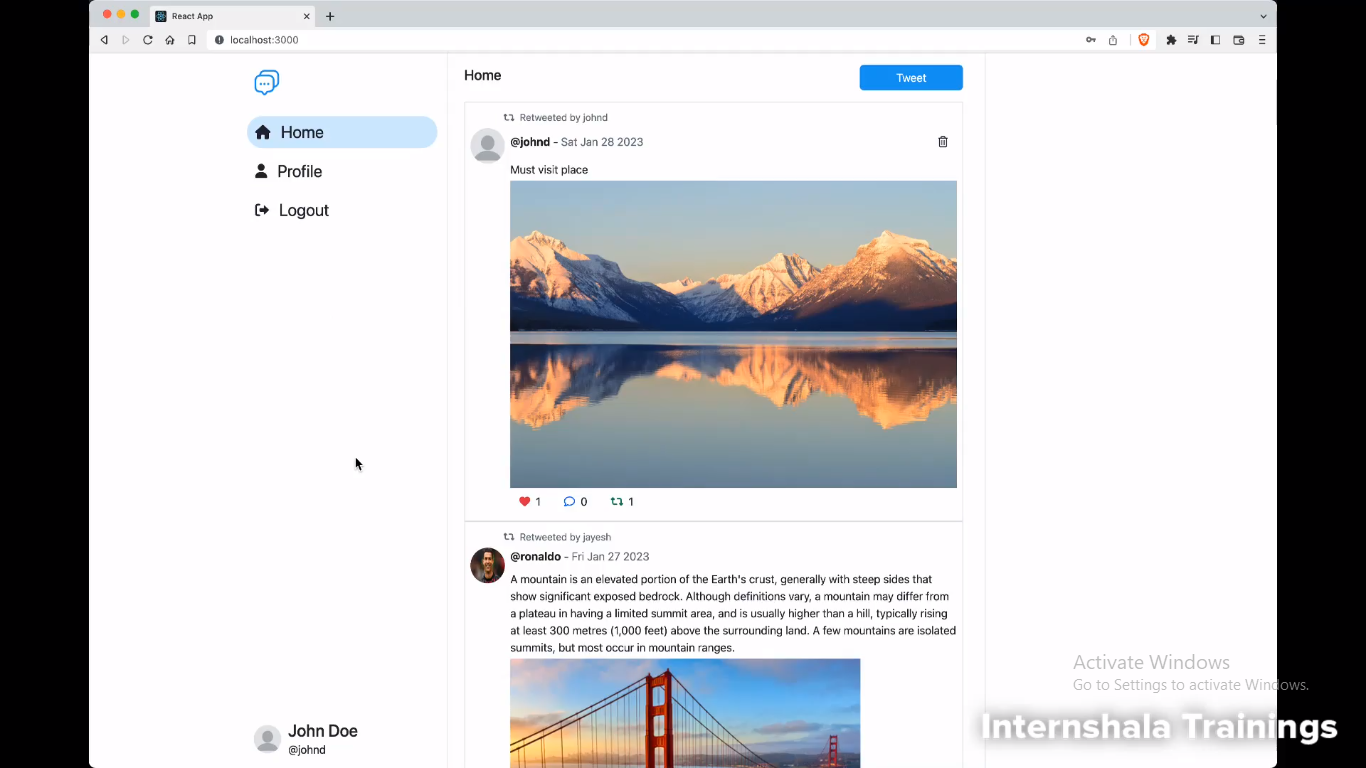 React App
localhost:3000
Home
Tweet
Home
Profile
Logout
Retweeted by johnd
@johnd - Sat Jan 28 2023
Must visit place
1 0 1
Retweeted by jayesh
@ronaldo - Fri Jan 27 2023
A mountain is an elevated portion of the Earth's crust, generally with steep sides that
show significant exposed bedrock. Although definitions vary, a mountain may differ from
a plateau in having a limited summit area, and is usually higher than a hill, typically rising
at least 300 metres (1,000 feet) above the surrounding land. A few mountains are isolated
summits, but most occur in mountain ranges.
John Doe
@johnd
Activate Windows
Go to Settings to activate Windows.
Internshala Trainings